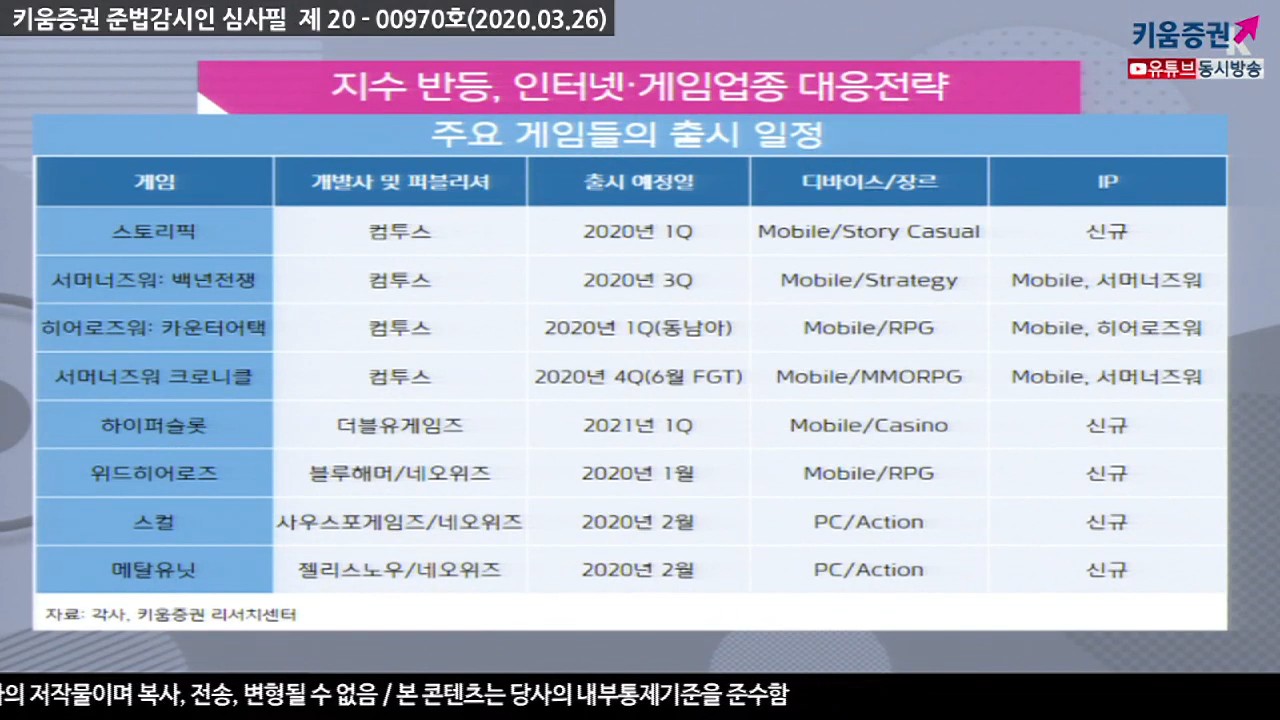 키움증권 준법감시인 심사필 제 20 - 00970호(2020.03.26)
키움증권
유튜브동시방송
지수 반등, 인터넷·게임업종 대응전략
주요 게임들의 출시 일정
게임 개발사 및 퍼블리셔 출시 예정일 디바이스/장르 IP
스토리픽 컴투스 2020년 1Q Mobile/Story Casual 신규
서머너즈워: 백년전쟁 컴투스 2020년 3Q Mobile/Strategy Mobile, 서머너즈워
히어로즈워: 카운터어택 컴투스 2020년 1Q(동남아) Mobile/RPG Mobile, 히어로즈워
서머너즈워 크로니클 컴투스 2020년 4Q(6월 FGT) Mobile/MMORPG Mobile, 서머너즈워
하이퍼슬롯 더블유게임즈 2021년 1Q Mobile/Casino 신규
위드히어로즈 블루해머/네오위즈 2020년 1월 Mobile/RPG 신규
스컬 사우스포게임즈/네오위즈 2020년 2월 PC/Action 신규
메탈유닛 젤리스노우/네오위즈 2020년 2월 PC/Action 신규
자료: 각사, 키움증권 리서치센터
의 저작물이며 복사, 전송, 변형될 수 없음 / 본 콘텐츠는 당사의 내부통제기준을 준수함